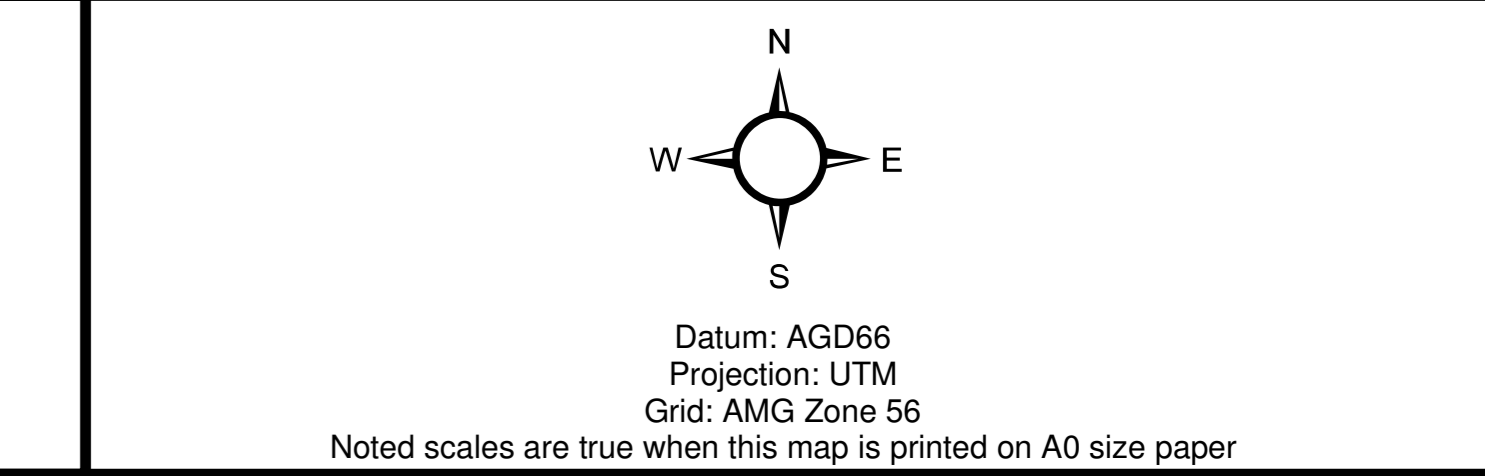 N
W E
S
Datum: AGD66
Projection: UTM
Grid: AMG Zone 56
Noted scales are true when this map is printed on A0 size paper